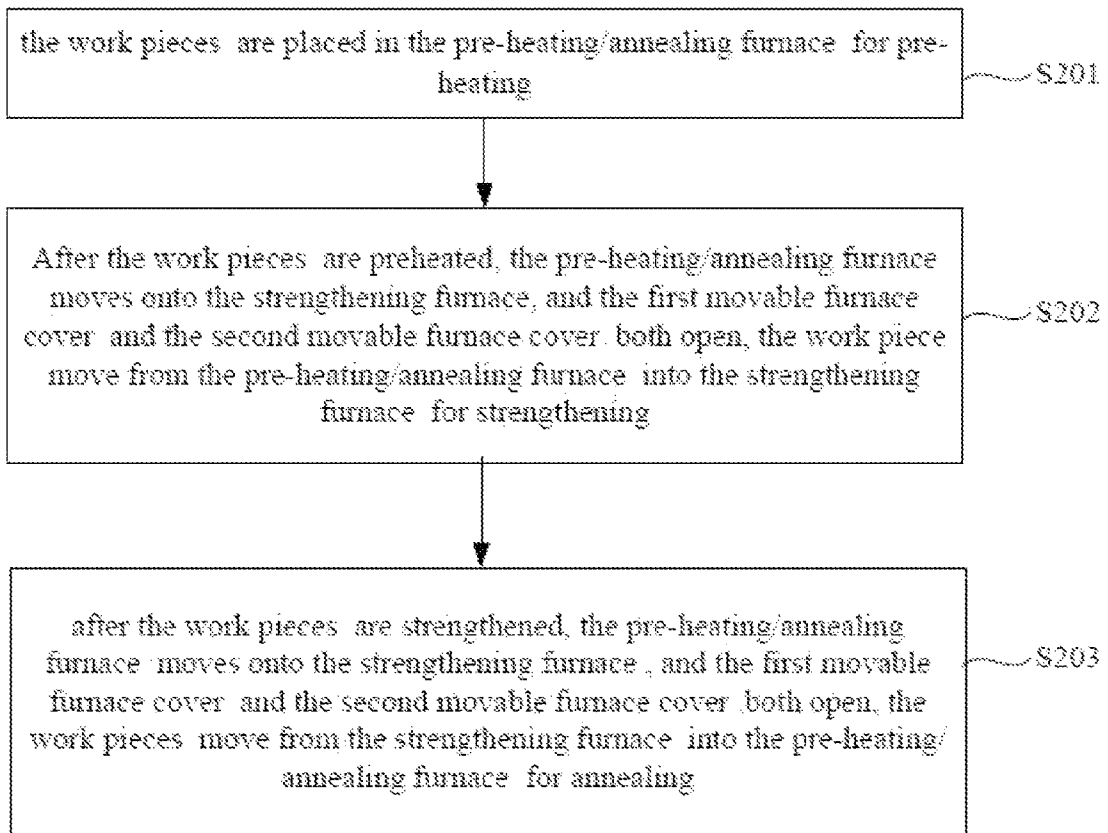 the work pieces are placed in the pre-heating/annealing furnace for pre-
heating
S201
After the work pieces are preheated, the pre-heating/annealing furnace
moves onto the strengthening furnace, and the first movable furnace
cover and the second movable furnace cover both open, the work piece
move from the pre-heating/annealing furnace into the strengthening
furnace for strengthening
S202
after the work pieces are strengthened, the pre-heating/annealing
furnace moves onto the strengthening furnace , and the first movable
furnace cover and the second movable furnace cover both open, the
work pieces move from the strengthening furnace into the pre-heating/
annealing furnace for annealing
S203